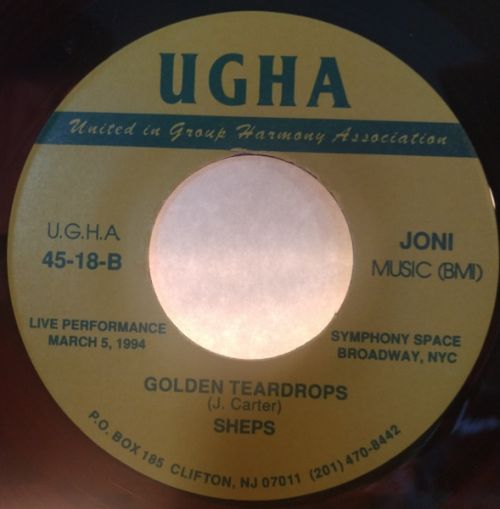 UGHA
United in Group Harmony Association
U.G.H.A.
45-18-B
JONI
MUSIC (BMI)
LIVE PERFORMANCE
MARCH 5, 1994
SYMPHONY SPACE
BROADWAY, NYC
GOLDEN TEARDROPS
(J. Carter)
SHEPS
P.O. BOX 185 CLIFTON, NJ 07011 (201) 470-8442